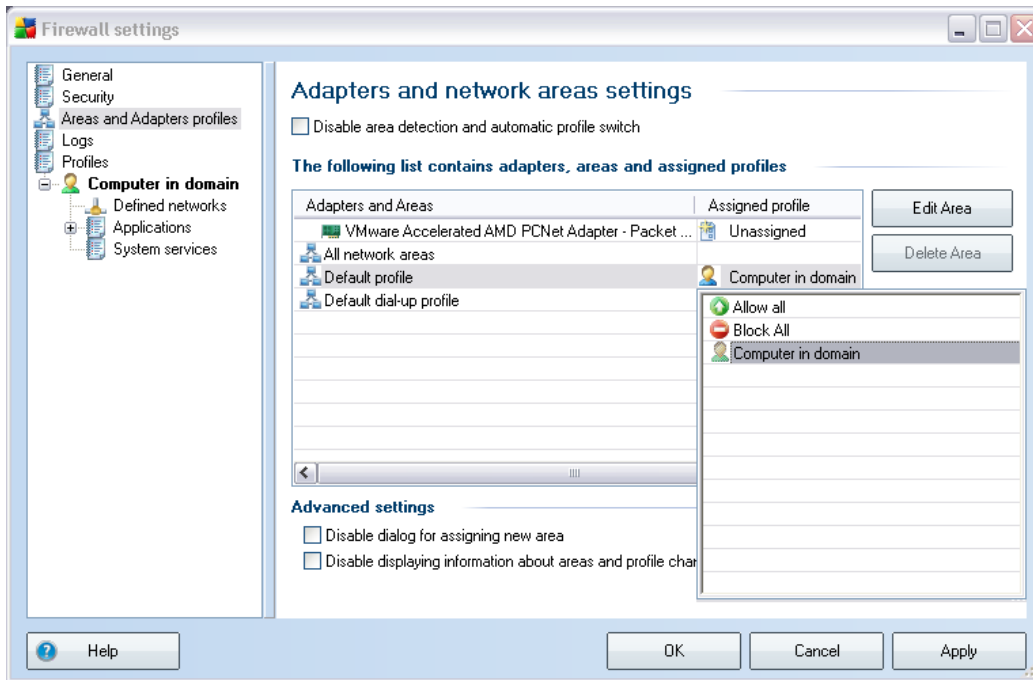 Firewall settings
General
Security
Areas and Adapters profiles
Logs
Profiles
Computer in domain
Defined networks
Applications
System services
Adapters and network areas settings
Disable area detection and automatic profile switch
The following list contains adapters, areas and assigned profiles
Adapters and Areas
Assigned profile
VMware Accelerated AMD PCNet Adapter - Packet ...
Unassigned
All network areas
Default profile
Computer in domain
Default dial-up profile
Allow all
Block All
Computer in domain
Edit Area
Delete Area
Advanced settings
Disable dialog for assigning new area
Disable displaying information about areas and profile
Help
OK
Cancel
Apply